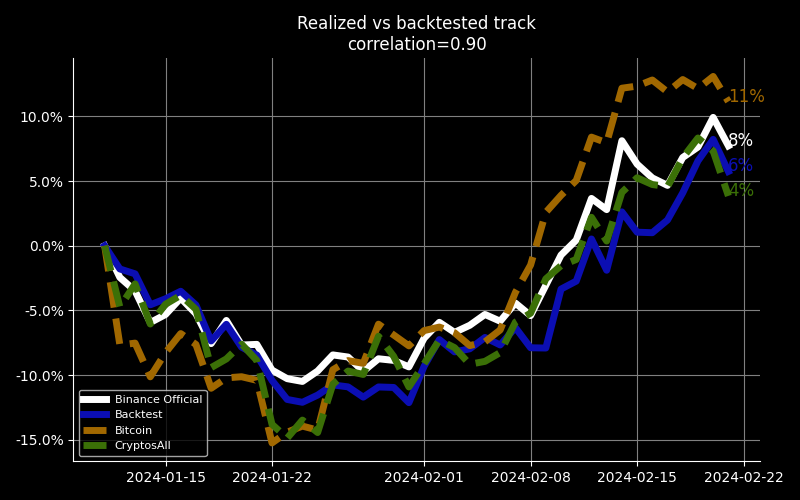 Realized vs backtested track
correlation=0.90
10.0%
5.0%
0.0%
-5.0%
-10.0%
-15.0%
11%
8%
6%
4%
Binance Official
Backtest
Bitcoin
CryptosAll
2024-01-15
2024-01-22
2024-02-01
2024-02-08
2024-02-15
2024-02-22